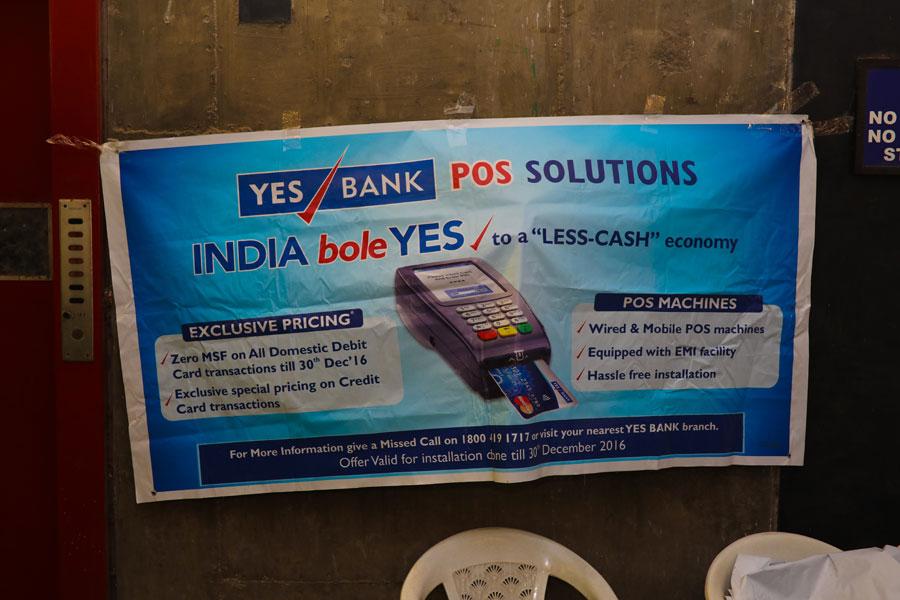 YES BANK POS SOLUTIONS
INDIA bole YES to a "LESS-CASH" economy
EXCLUSIVE PRICING*
Zero MSF on All Domestic Debit
Card transactions till 30th Dec'16
Exclusive special pricing on Credit
Card transactions
POS MACHINES
Wired & Mobile POS machines
Equipped with EMI facility
Hassle free installation
For More Information give a Missed Call on 1800 419 1717 or visit your nearest YES BANK branch.
Offer Valid for installation done till 30th December 2016
NO
NO